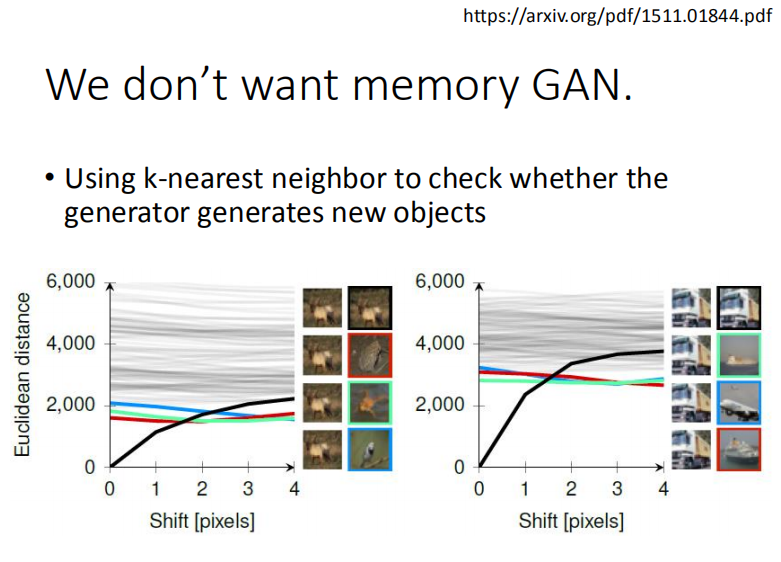 https://arxiv.org/pdf/1511.01844.pdf
We don’t want memory GAN.
• Using k-nearest neighbor to check whether the
generator generates new objects
Euclidean distance
6,000
4,000
2,000
0
0 1 2 3 4
Shift [pixels]
6,000
4,000
2,000
0
0 1 2 3 4
Shift [pixels]